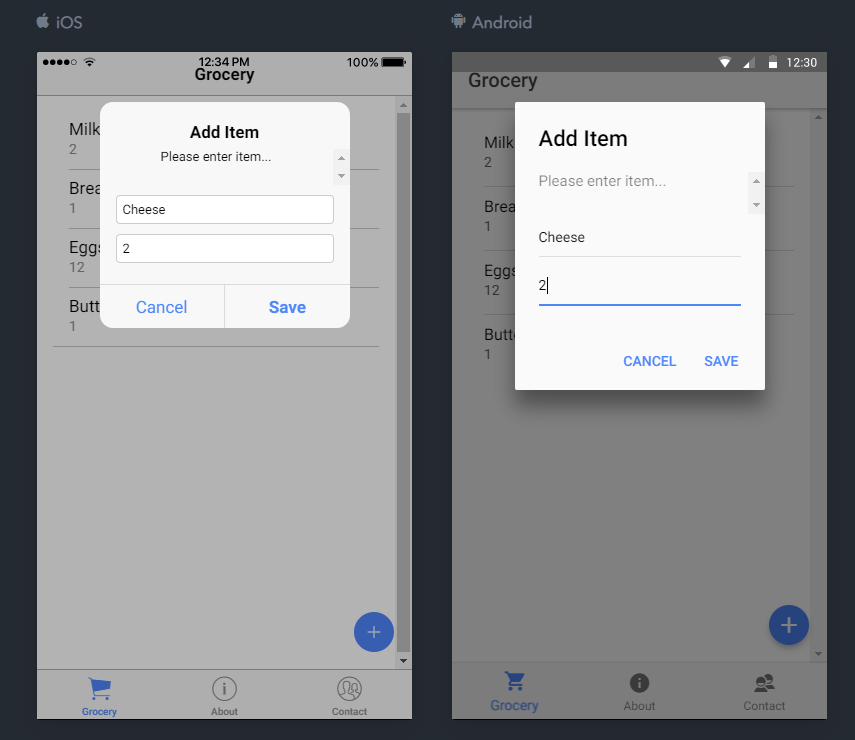 iOS
12:34 PM
100%
Grocery
Add Item
Please enter item...
Milk
2
Brea
1
Cheese
2
Eggs
12
Butt
1
Cancel
Save
Grocery
About
Contact
Android
12:30
Grocery
Add Item
Please enter item...
Milk
2
Brea
1
Cheese
Eggs
12
2
Butt
1
CANCEL
SAVE
Grocery
About
Contact